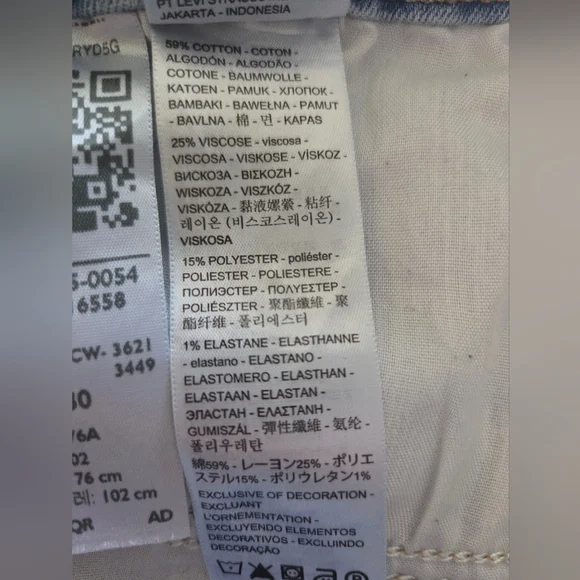 PT LEVI STRAUSS
JAKARTA - INDONESIA
59% COTTON - COTON -
ALGODÓN - ALGODÃO -
COTONE - BAUMWOLLE -
KATOEN - PAMUK - ХЛОПОК -
BAMBAKI - BAWEŁNA - PAMUT
- BAVLNA - 棉 - 면 - KAPAS
25% VISCOSE - viscosa -
VISCOSA - VISKOSE - VÍSKOZ -
ВИСКОЗА - ΒΙΣΚΟΖΗ -
WISKOZA - VISZKÓZ -
VISKÓZA - 黏液嫘縈 - 粘纤 -
레이온 (비스코스레이온) -
VISKOSA
15% POLYESTER - poliéster -
POLIESTER - POLIESTERE -
ПОЛИЭСТЕР - ΠΟΛΥΕΣΤΕΡ -
POLIÉSZTER - 聚酯纖維 - 聚
酯纤维 - 폴리에스터
1% ELASTANE - ELASTHANNE
- elastano - ELASTANO -
ELASTOMERO - ELASTHAN -
ELASTAAN - ELASTAN -
ЭЛАСТАН - ΕΛΑΣΤΑΝΗ -
GUMISZÁL - 彈性纖維 - 氨纶 -
폴리우레탄
綿59% - レーヨン25% - ポリエ
ステル15% - ポリウレタン1%
EXCLUSIVE OF DECORATION -
EXCLUANT
L'ORNEMENTATION -
EXCLUYENDO ELEMENTOS
DECORATIVOS - EXCLUINDO
DECORAÇÃO
RYD5G
5-0054
6558
CW- 3621
3449
30
76A
02
76 cm
레: 102 cm
QR AD